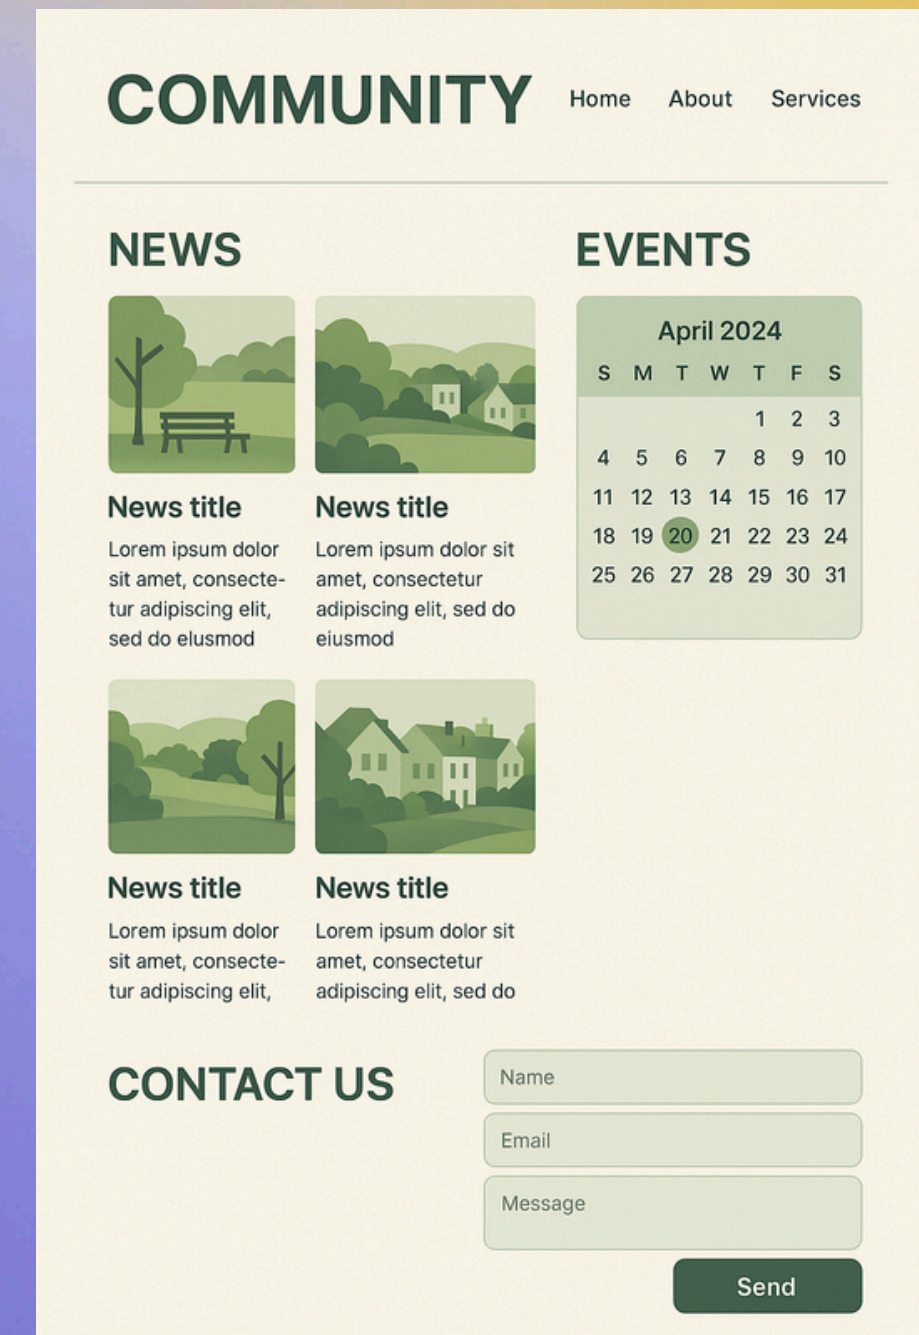 COMMUNITY
Home About Services
NEWS
News title
Lorem ipsum dolor
sit amet, consecte-
tur adipiscing elit,
sed do elusmod
News title
Lorem ipsum dolor sit
amet, consectetur
adipiscing elit, sed do
eiusmod
News title
Lorem ipsum dolor
sit amet, consecte-
tur adipiscing elit,
News title
Lorem ipsum dolor sit
amet, consectetur
adipiscing elit, sed do
EVENTS
April 2024
S M T W T F S
1 2 3
4 5 6 7 8 9 10
11 12 13 14 15 16 17
18 19 20 21 22 23 24
25 26 27 28 29 30 31
CONTACT US
Name
Email
Message
Send